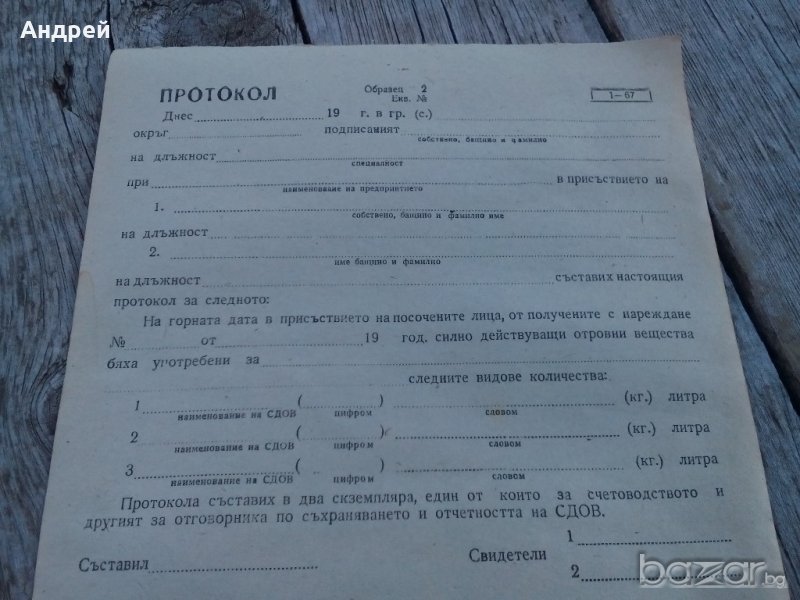 Андрей
ПРОТОКОЛ Образец 2 1—67
Екв. №
Днес 19 г. в гр. (с.)
окръг подписаният
собствено, бащино и фамилно
на длъжност
специалност
при в присъствието на
наименование на предприятието
1.
собствено, бащино и фамилно име
на длъжност
2.
име бащино и фамилно
на длъжност съставих настоящия
протокол за следното:
На горната дата в присъствието на посочените лица, от получените с нареждане
№ от 19 год. силно действуващи отровни вещества
бяха употребени за
следните видове количества:
1 ( ) (кг.) литра
наименование на СДОВ цифром словом
2 ( ) (кг.) литра
наименование на СДОВ цифром словом
3 ( ) (кг.) литра
наименование на СДОВ цифром словом
Протокола съставих в два скземпляра, един от които за счетоводството и
другият за отговорника по съхраняването и отчетността на СДОВ.
Съставил Свидетели 1
2
bazar.bg